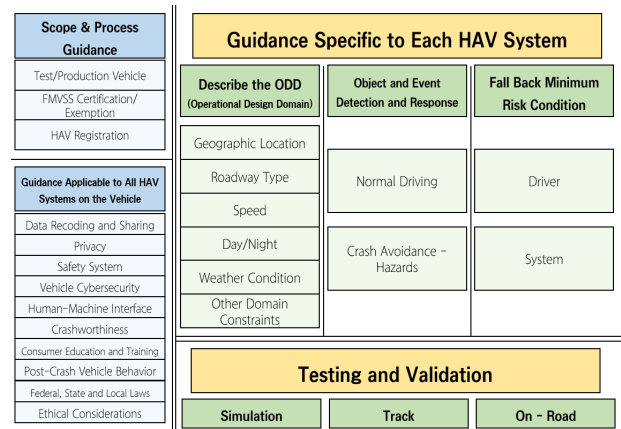 Scope & Process
Guidance
Test/Production Vehicle
FMVSS Certification/
Exemption
HAV Registration
Guidance Applicable to All HAV
Systems on the Vehicle
Data Recoding and Sharing
Privacy
Safety System
Vehicle Cybersecurity
Human-Machine Interface
Crashworthiness
Consumer Education and Training
Post-Crash Vehicle Behavior
Federal, State and Local Laws
Ethical Considerations
Guidance Specific to Each HAV System
Describe the ODD
(Operational Design Domain)
Geographic Location
Roadway Type
Speed
Day/Night
Weather Condition
Other Domain
Constraints
Object and Event
Detection and Response
Normal Driving
Crash Avoidance -
Hazards
Fall Back Minimum
Risk Condition
Driver
System
Testing and Validation
Simulation
Track
On - Road